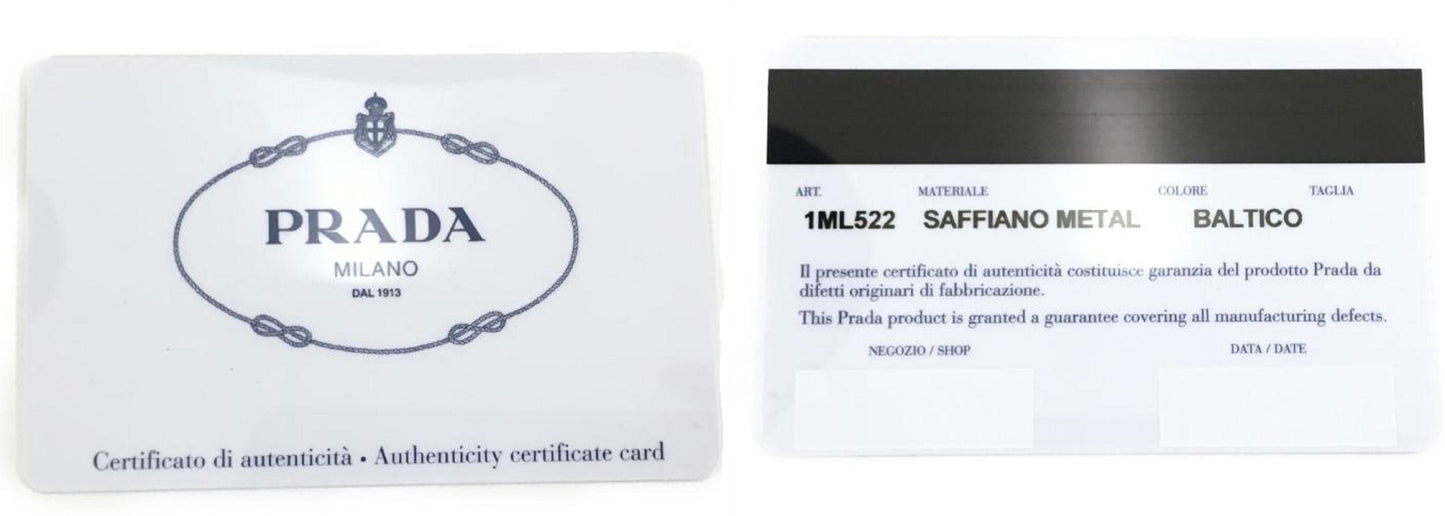 PRADA
MILANO
DAL 1913
Certificato di autenticità • Authenticity certificate card
ART. MATERIALE COLORE TAGLIA
1ML522 SAFFIANO METAL BALTICO
Il presente certificato di autenticità costituisce garanzia del prodotto Prada da
difetti originari di fabbricazione.
This Prada product is granted a guarantee covering all manufacturing defects.
NEGOZIO / SHOP DATA / DATE